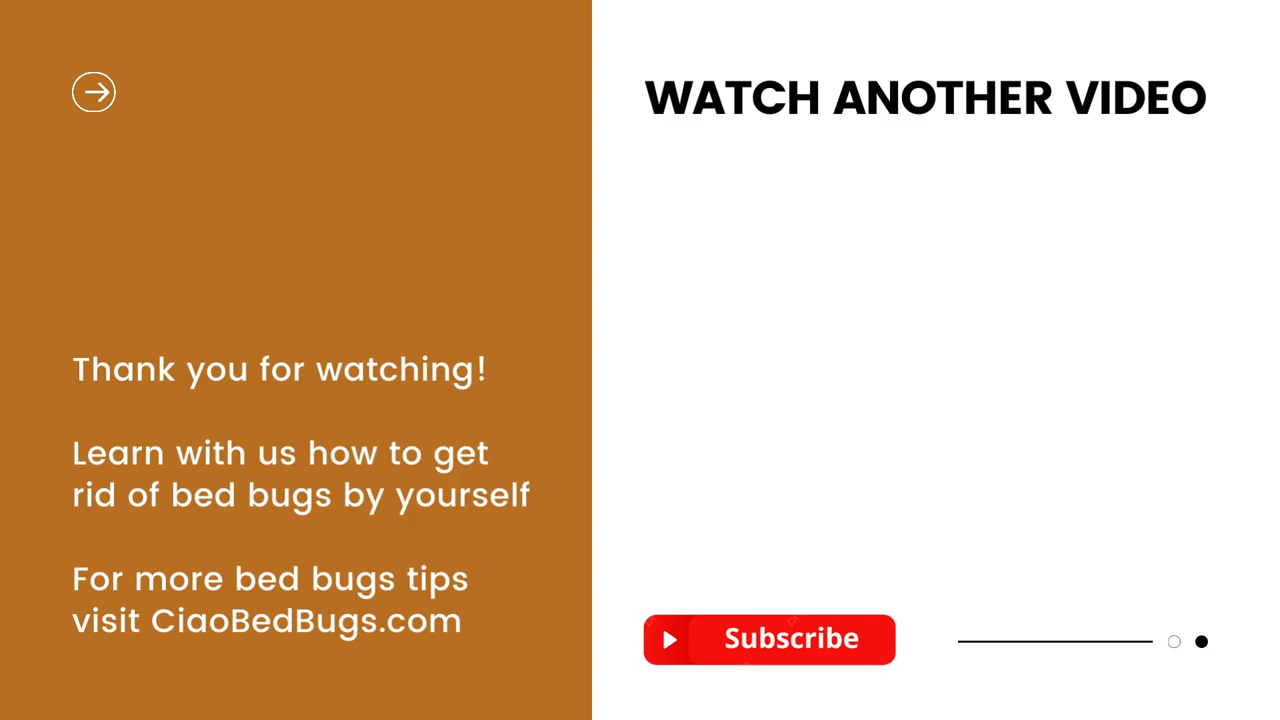 Thank you for watching!
Learn with us how to get
rid of bed bugs by yourself
For more bed bugs tips
visit CiaoBedBugs.com
WATCH ANOTHER VIDEO
Subscribe